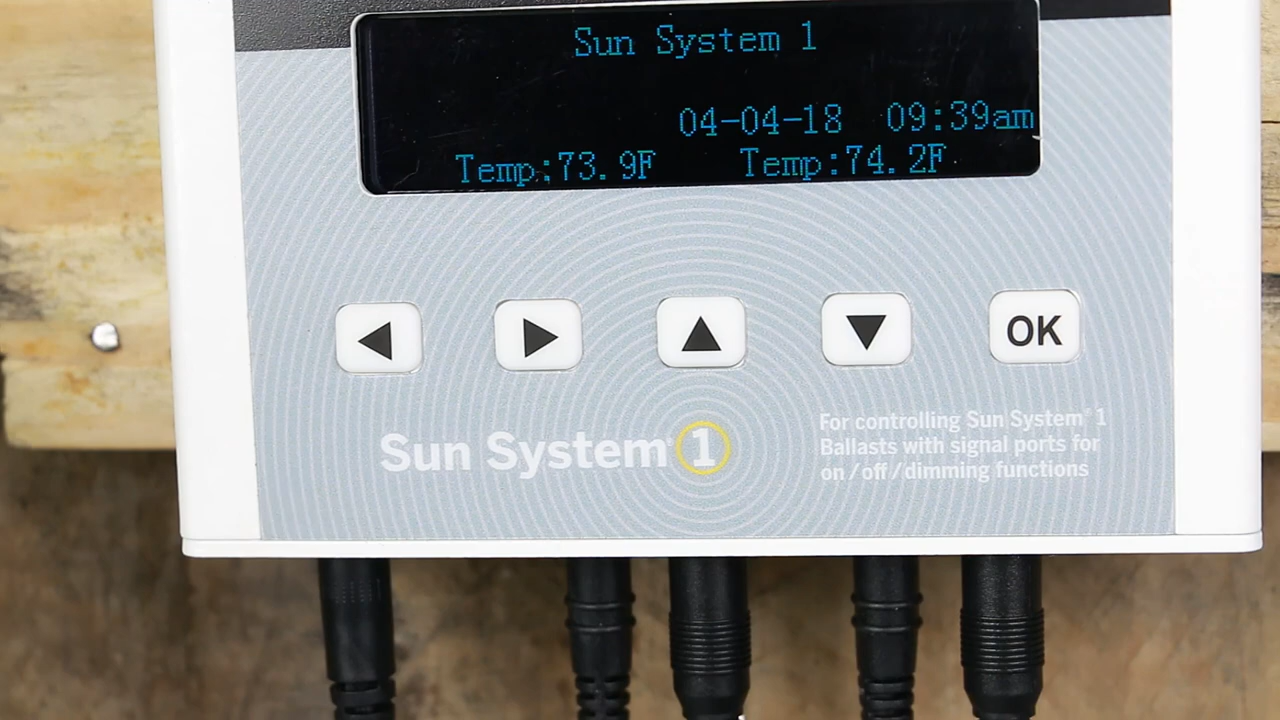 Sun System 1
04-04-18 09:39am
Temp:73.9F Temp:74.2F
OK
Sun System® 1
For controlling Sun System® 1
Ballasts with signal ports for
on/off/dimming functions